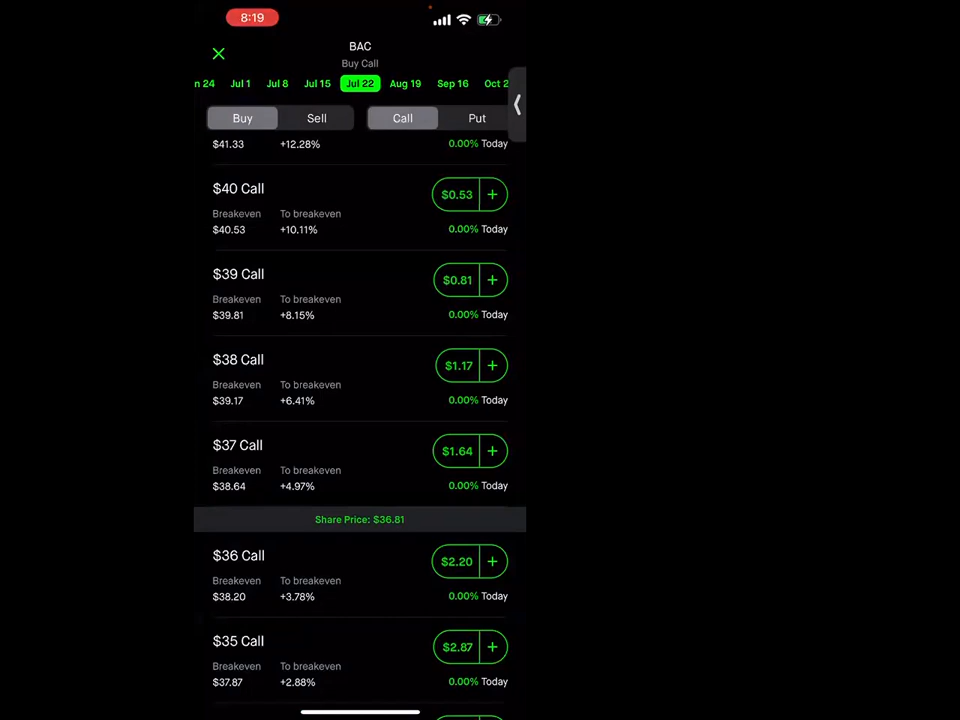 8:19
BAC
Buy Call
n 24 Jul 1 Jul 8 Jul 15 Jul 22 Aug 19 Sep 16 Oct 2
Buy Sell Call Put
$41.33 +12.28% 0.00% Today
$40 Call $0.53 +
Breakeven To breakeven
$40.53 +10.11% 0.00% Today
$39 Call $0.81 +
Breakeven To breakeven
$39.81 +8.15% 0.00% Today
$38 Call $1.17 +
Breakeven To breakeven
$39.17 +6.41% 0.00% Today
$37 Call $1.64 +
Breakeven To breakeven
$38.64 +4.97% 0.00% Today
Share Price: $36.81
$36 Call $2.20 +
Breakeven To breakeven
$38.20 +3.78% 0.00% Today
$35 Call $2.87 +
Breakeven To breakeven
$37.87 +2.88% 0.00% Today